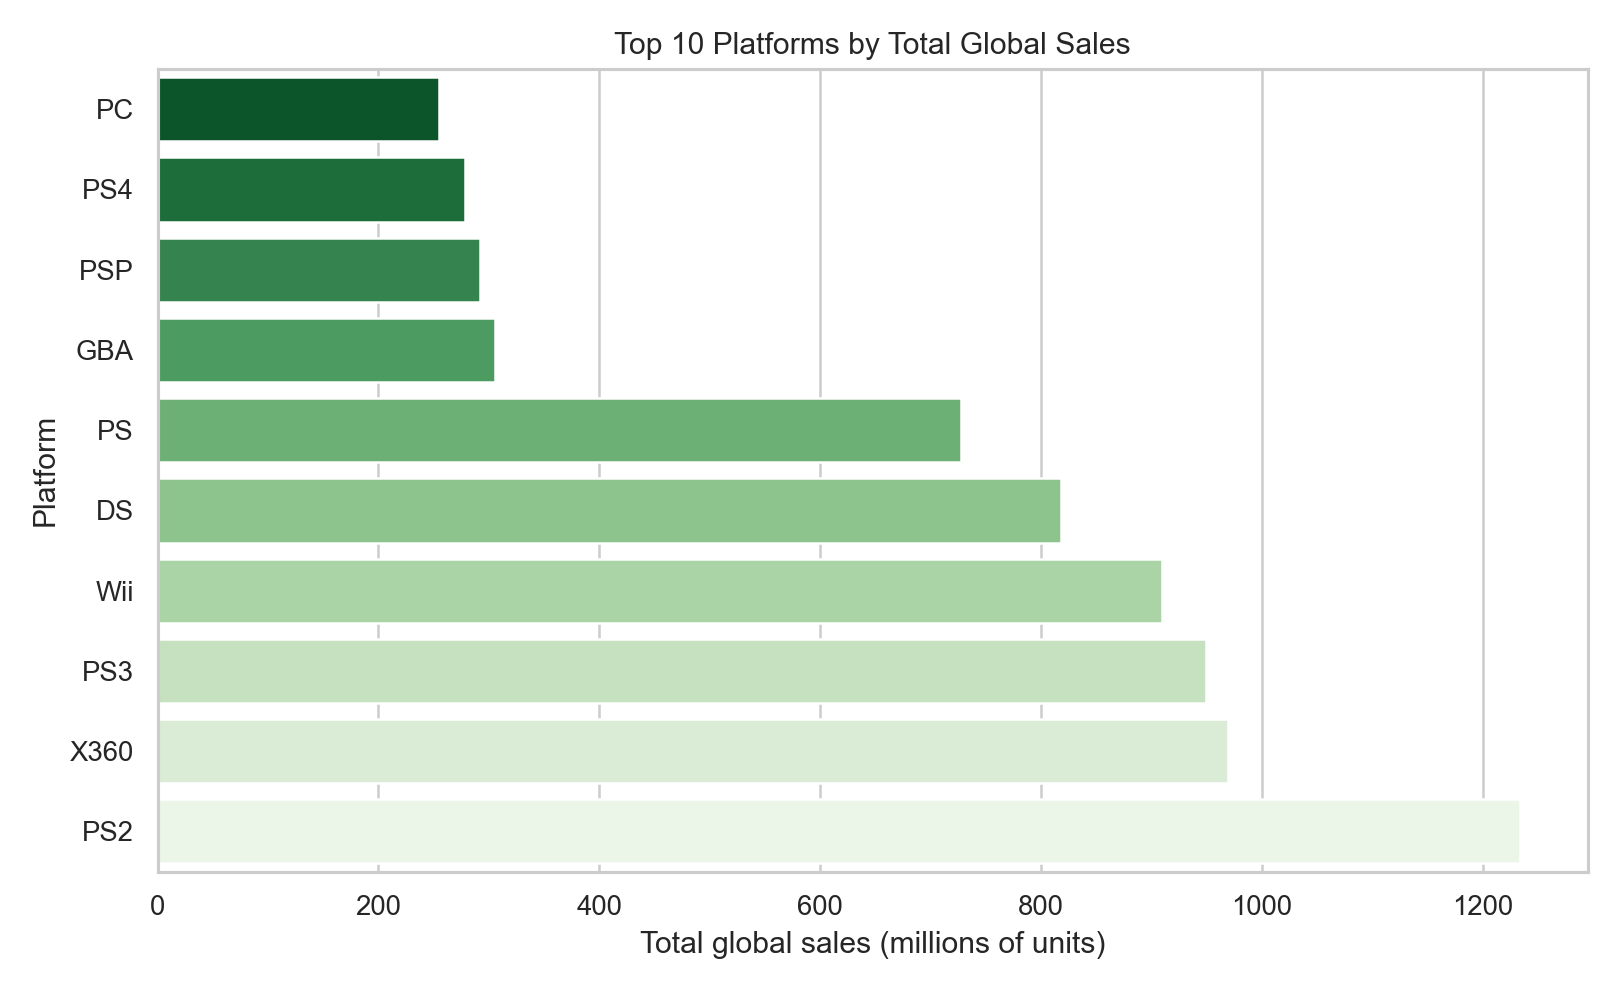 Top 10 Platforms by Total Global Sales
Platform
PC
PS4
PSP
GBA
PS
DS
Wii
PS3
X360
PS2
0 200 400 600 800 1000 1200
Total global sales (millions of units)